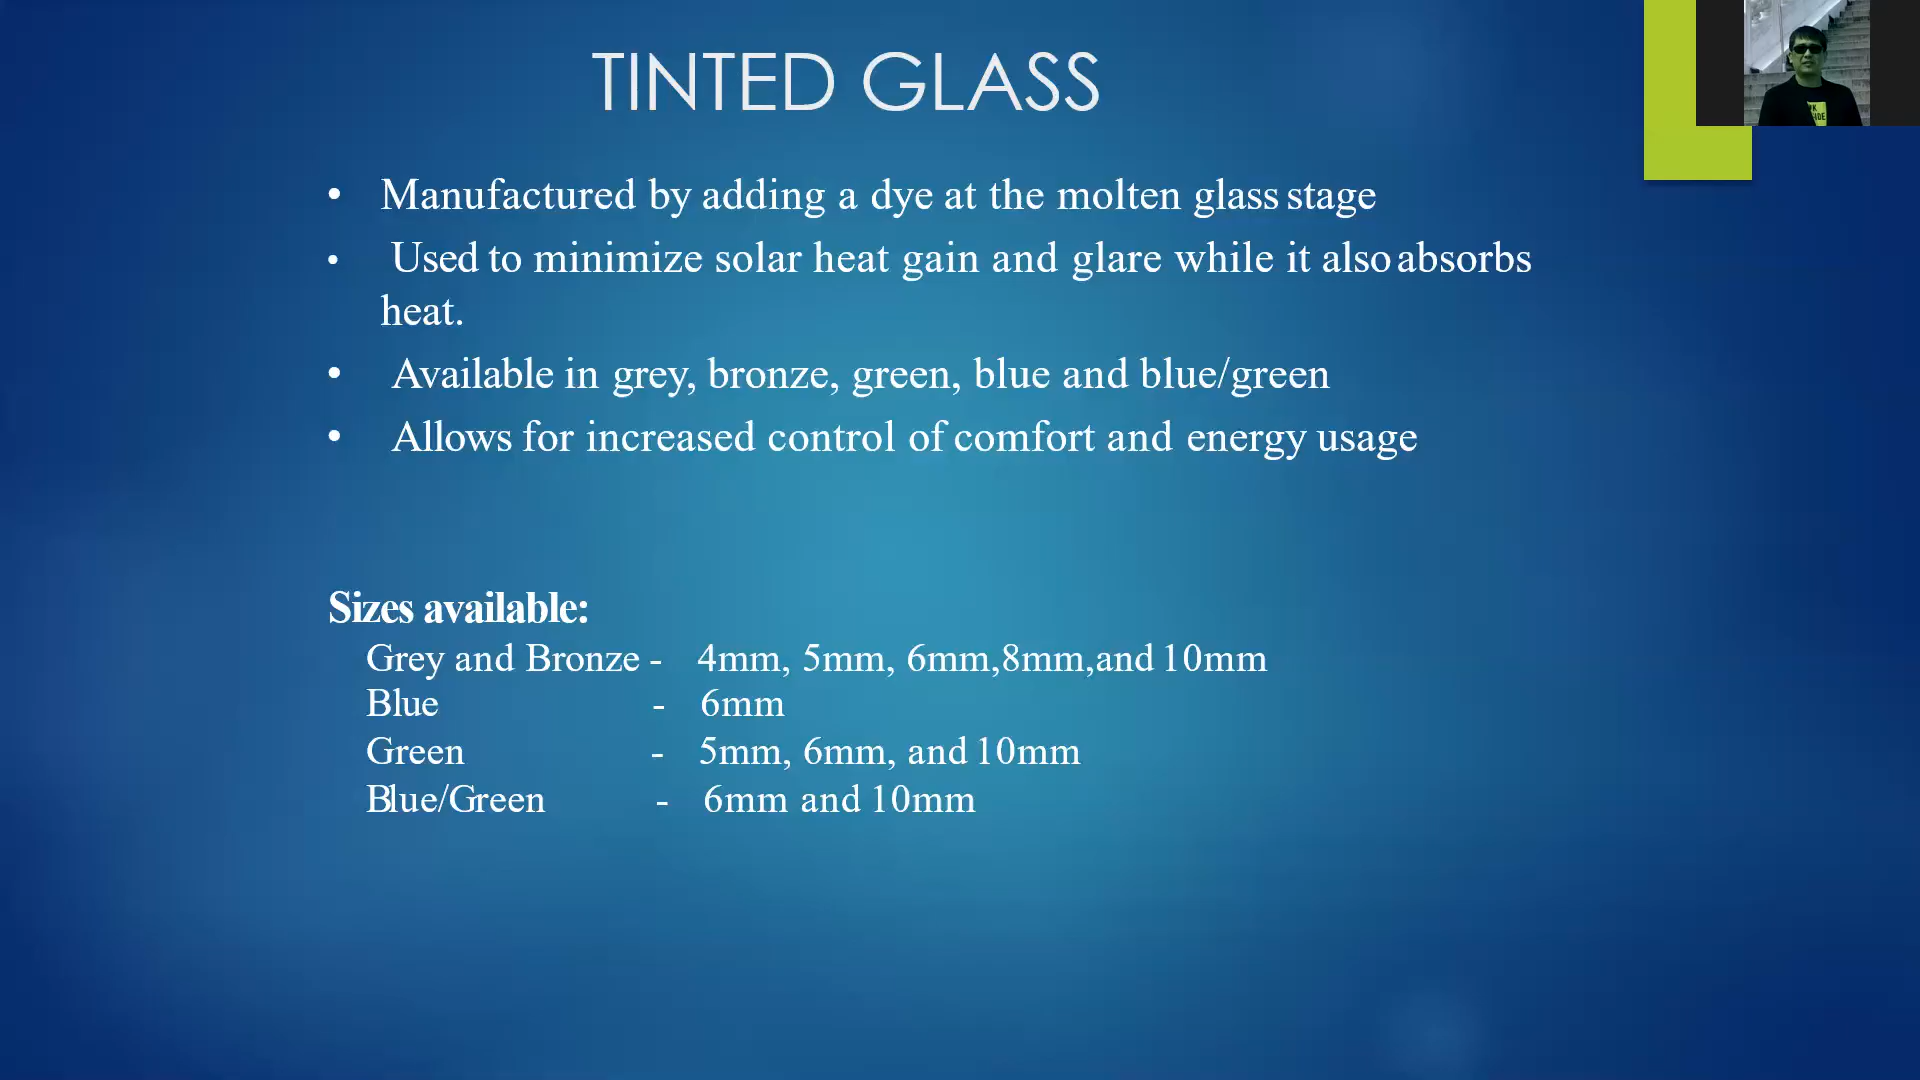 TINTED GLASS
• Manufactured by adding a dye at the molten glass stage
• Used to minimize solar heat gain and glare while it also absorbs
heat.
• Available in grey, bronze, green, blue and blue/green
• Allows for increased control of comfort and energy usage
Sizes available:
Grey and Bronze - 4mm, 5mm, 6mm,8mm,and 10mm
Blue - 6mm
Green - 5mm, 6mm, and 10mm
Blue/Green - 6mm and 10mm